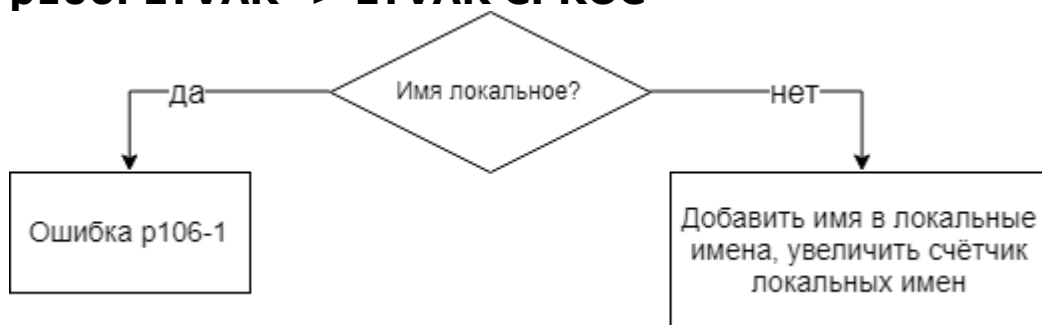 Имя локальное?
да
нет
Ошибка p106-1
Добавить имя в локальные
имена, увеличить счётчик
локальных имен